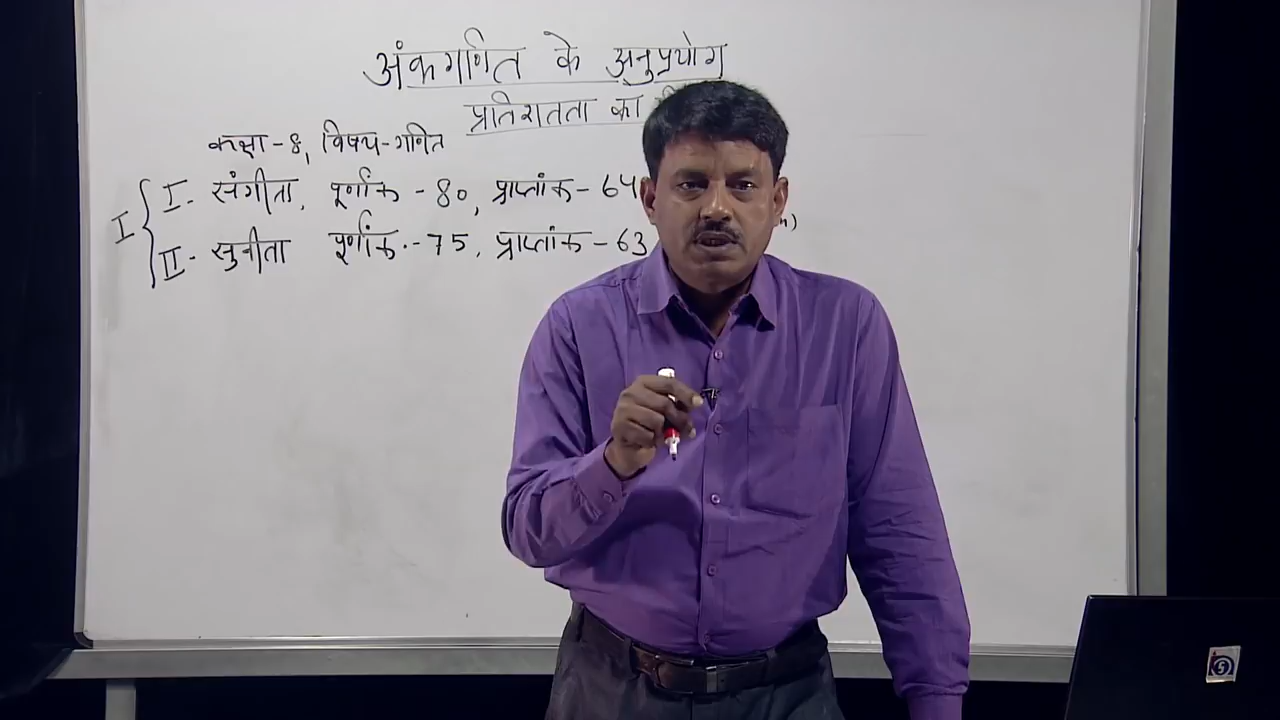 अंकगणित के अनुप्रयोग
प्रतिशतता का
कक्षा-8, विषय-गणित
I { I- संगीता, पूर्णांक - 80, प्राप्तांक - 64
II - सुनीता पूर्णांक - 75, प्राप्तांक - 63